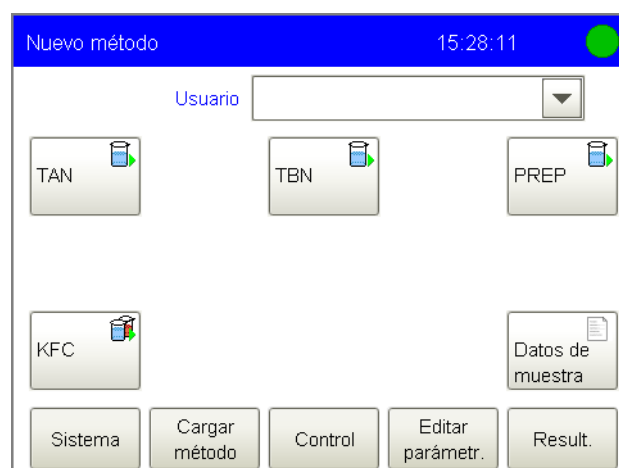 Nuevo método 15:28:11
Usuario
TAN TBN PREP
KFC Datos de
muestra
Sistema Cargar
método Control Editar
parámetr. Result.